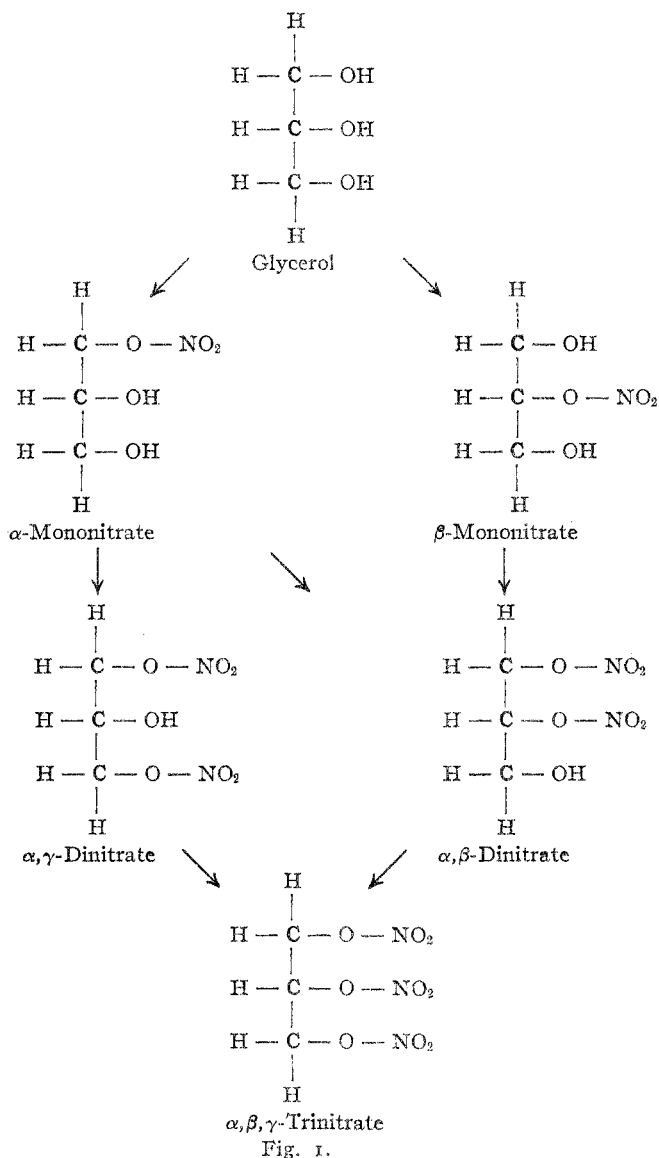 H
H — C — OH
H — C — OH
H — C — OH
H
Glycerol
H
H — C — O — NO₂
H — C — OH
H — C — OH
H
α-Mononitrate
H
H — C — OH
H — C — O — NO₂
H — C — OH
H
β-Mononitrate
H
H — C — O — NO₂
H — C — OH
H — C — O — NO₂
H
α,γ-Dinitrate
H
H — C — O — NO₂
H — C — O — NO₂
H — C — OH
H
α,β-Dinitrate
H
H — C — O — NO₂
H — C — O — NO₂
H — C — O — NO₂
H
α,β,γ-Trinitrate
Fig. 1.